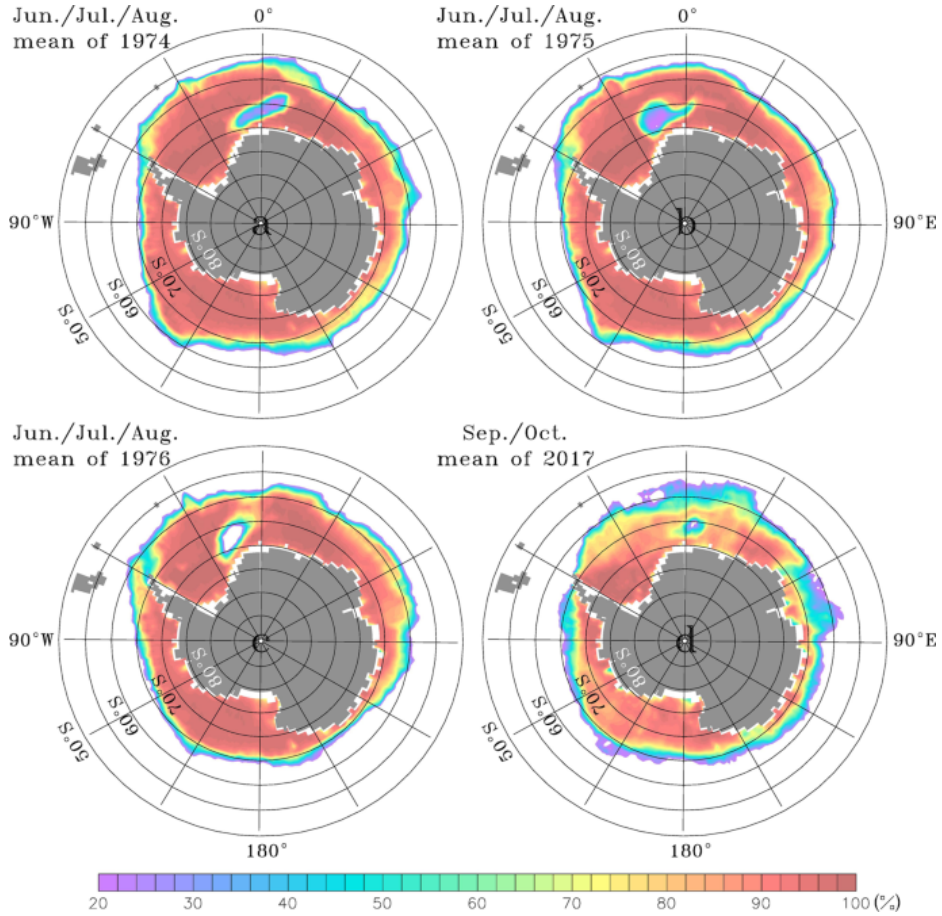 Jun./Jul./Aug.
mean of 1974
0°
Jun./Jul./Aug.
mean of 1975
0°
90°W
a
80°S
70°S
60°S
50°S
b
80°S
70°S
60°S
50°S
90°E
Jun./Jul./Aug.
mean of 1976
Sep./Oct.
mean of 2017
90°W
c
80°S
70°S
60°S
50°S
180°
d
80°S
70°S
60°S
50°S
90°E
180°
20 30 40 50 60 70 80 90 100 (%)